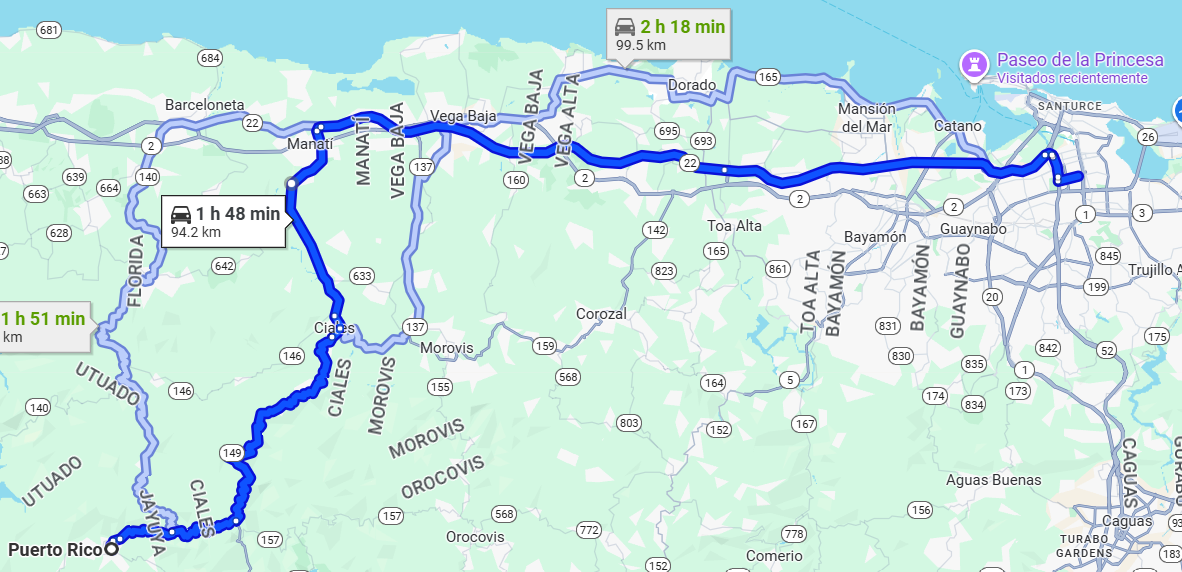 681
684
2 h 18 min
99.5 km
Paseo de la Princesa
Visitados recientemente
SANTURCE
Barceloneta
22
Dorado
165
Mansión
del Mar
Catano
26
Vega Baja
VEGA BAJA
VEGA ALTA
MANATÍ
VEGA BAJA
Manatí
2
695
693
22
137
140
639
664
663
160
2
2
2
1
3
628
1 h 48 min
94.2 km
142
Toa Alta
Guaynabo
Bayamón
165
845
642
633
823
861
Trujillo A
199
FLORIDA
TOA ALTA
BAYAMÓN
BAYAMÓN
GUAYNABO
20
1 h 51 min
km
Ciales
137
Corozal
831
175
Morovis
159
842
52
146
830
835
1
UTUADO
CIALES
MOROVIS
155
568
164
5
173
146
174
834
140
803
152
167
MOROVIS
149
OROCOVIS
UTUADO
CAGUAS
GURABO
Aguas Buenas
JAYUYA
CIALES
157
568
156
772
778
Caguas
Orocovis
157
Puerto Rico
TURABO
GARDENS
Comerio
152
183